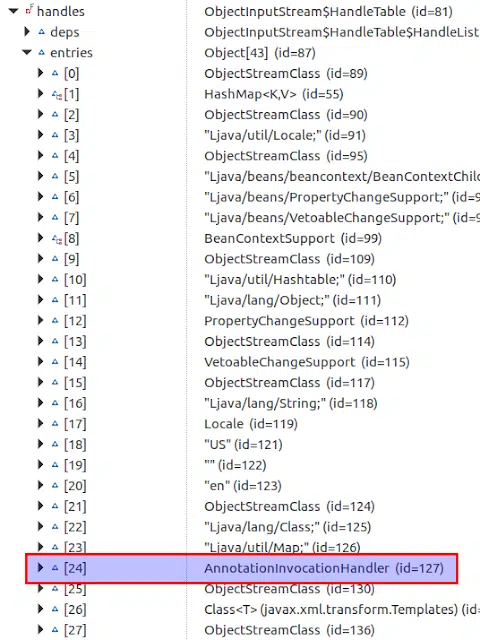 handles ObjectInputStream$HandleTable (id=81)
deps ObjectInputStream$HandleTable$HandleList
entries Object[43] (id=87)
[0] ObjectStreamClass (id=89)
[1] HashMap<K,V> (id=55)
[2] ObjectStreamClass (id=90)
[3] "Ljava/util/Locale;" (id=91)
[4] ObjectStreamClass (id=95)
[5] "Ljava/beans/beancontext/BeanContextChild
[6] "Ljava/beans/PropertyChangeSupport;" (id=9
[7] "Ljava/beans/VetoableChangeSupport;" (id=9
[8] BeanContextSupport (id=99)
[9] ObjectStreamClass (id=109)
[10] "Ljava/util/Hashtable;" (id=110)
[11] "Ljava/lang/Object;" (id=111)
[12] PropertyChangeSupport (id=112)
[13] ObjectStreamClass (id=114)
[14] VetoableChangeSupport (id=115)
[15] ObjectStreamClass (id=117)
[16] "Ljava/lang/String;" (id=118)
[17] Locale (id=119)
[18] "US" (id=121)
[19] "" (id=122)
[20] "en" (id=123)
[21] ObjectStreamClass (id=124)
[22] "Ljava/lang/Class;" (id=125)
[23] "Ljava/util/Map;" (id=126)
[24] AnnotationInvocationHandler (id=127)
[25] ObjectStreamClass (id=130)
[26] Class<T> (javax.xml.transform.Templates) (id=
[27] ObjectStreamClass (id=136)